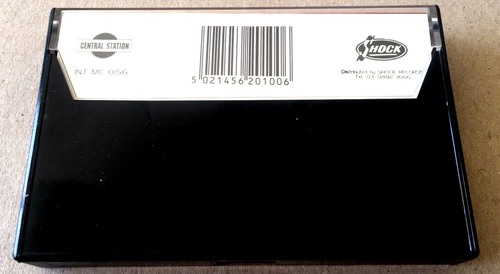 CENTRAL STATION
INT MC 0156
5 021456 201006
SHOCK
Distributed by SHOCK RECORDS
Tel 03 9482 3666